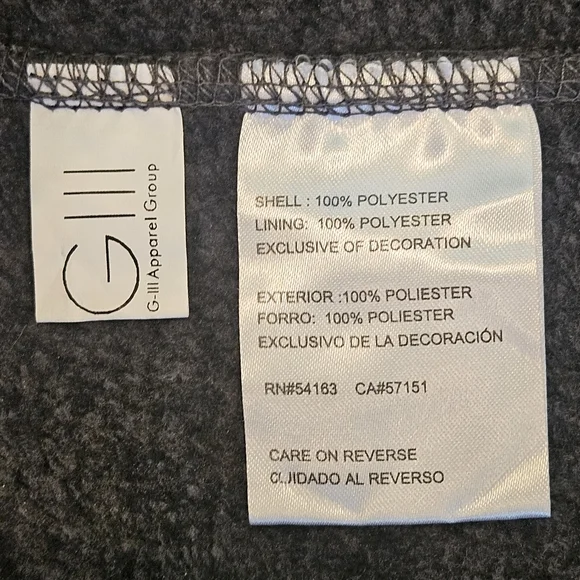 GIII
G-III Apparel Group
SHELL : 100% POLYESTER
LINING: 100% POLYESTER
EXCLUSIVE OF DECORATION
EXTERIOR :100% POLIESTER
FORRO: 100% POLIESTER
EXCLUSIVO DE LA DECORACIÓN
RN#54163 CA#57151
CARE ON REVERSE
CUIDADO AL REVERSO